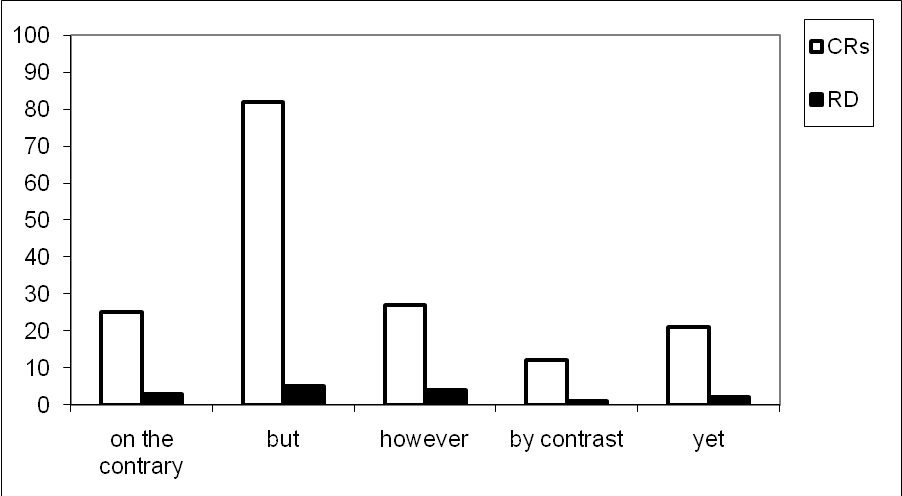 100
90
80
70
60
50
40
30
20
10
0
on the
contrary
but
however
by contrast
yet
CRs
RD